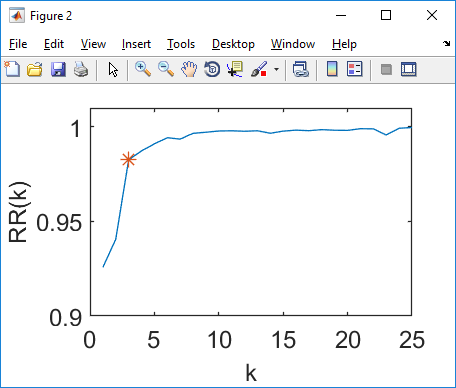 Figure 2
File Edit View Insert Tools Desktop Window Help
1
0.95
0.9
RR(k)
0 5 10 15 20 25
k